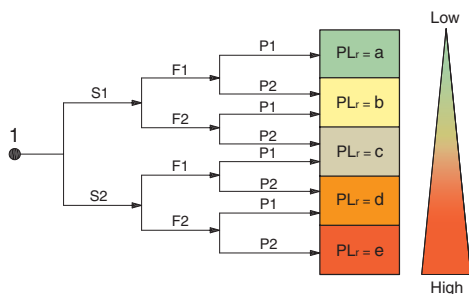 Low
P1
PLr = a
F1
P2
S1
P1
PLr = b
F2
1
P2
PLr = c
F1
P1
S2
P2
PLr = d
P1
F2
P2
PLr = e
High